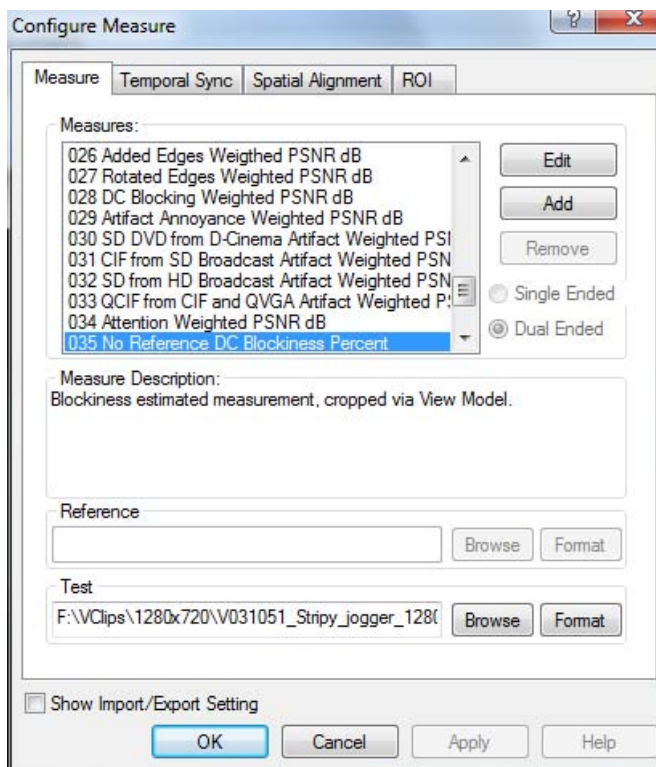 Configure Measure
?
X
Measure
Temporal Sync
Spatial Alignment
ROI
Measures:
026 Added Edges Weigthed PSNR dB
027 Rotated Edges Weighted PSNR dB
028 DC Blocking Weighted PSNR dB
029 Artifact Annoyance Weighted PSNR dB
030 SD DVD from D-Cinema Artifact Weighted PSI
031 CIF from SD Broadcast Artifact Weighted PSN
032 SD from HD Broadcast Artifact Weighted PSN
033 QCIF from CIF and QVGA Artifact Weighted P:
034 Attention Weighted PSNR dB
035 No Reference DC Blockiness Percent
Edit
Add
Remove
Single Ended
Dual Ended
Measure Description:
Blockiness estimated measurement, cropped via View Model.
Reference
Browse
Format
Test
F:\VClips\1280x720\V031051_Stripy_jogger_128(
Browse
Format
Show Import/Export Setting
OK
Cancel
Apply
Help